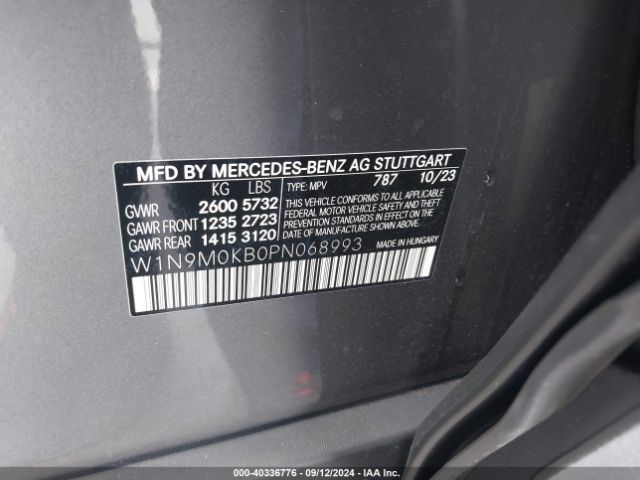 MFD BY MERCEDES-BENZ AG STUTTGART
KG LBS TYPE: MPV 787 10/23
GVWR 2600 5732
GAWR FRONT 1235 2723
GAWR REAR 1415 3120
THIS VEHICLE CONFORMS TO ALL APPLICABLE
FEDERAL MOTOR VEHICLE SAFETY AND THEFT
PREVENTION STANDARDS IN EFFECT ON THE
DATE OF MANUFACTURE SHOWN ABOVE.
MADE IN HUNGARY
W1N9M0KB0PN068993
000-40336776 - 09/12/2024 - IAA Inc.